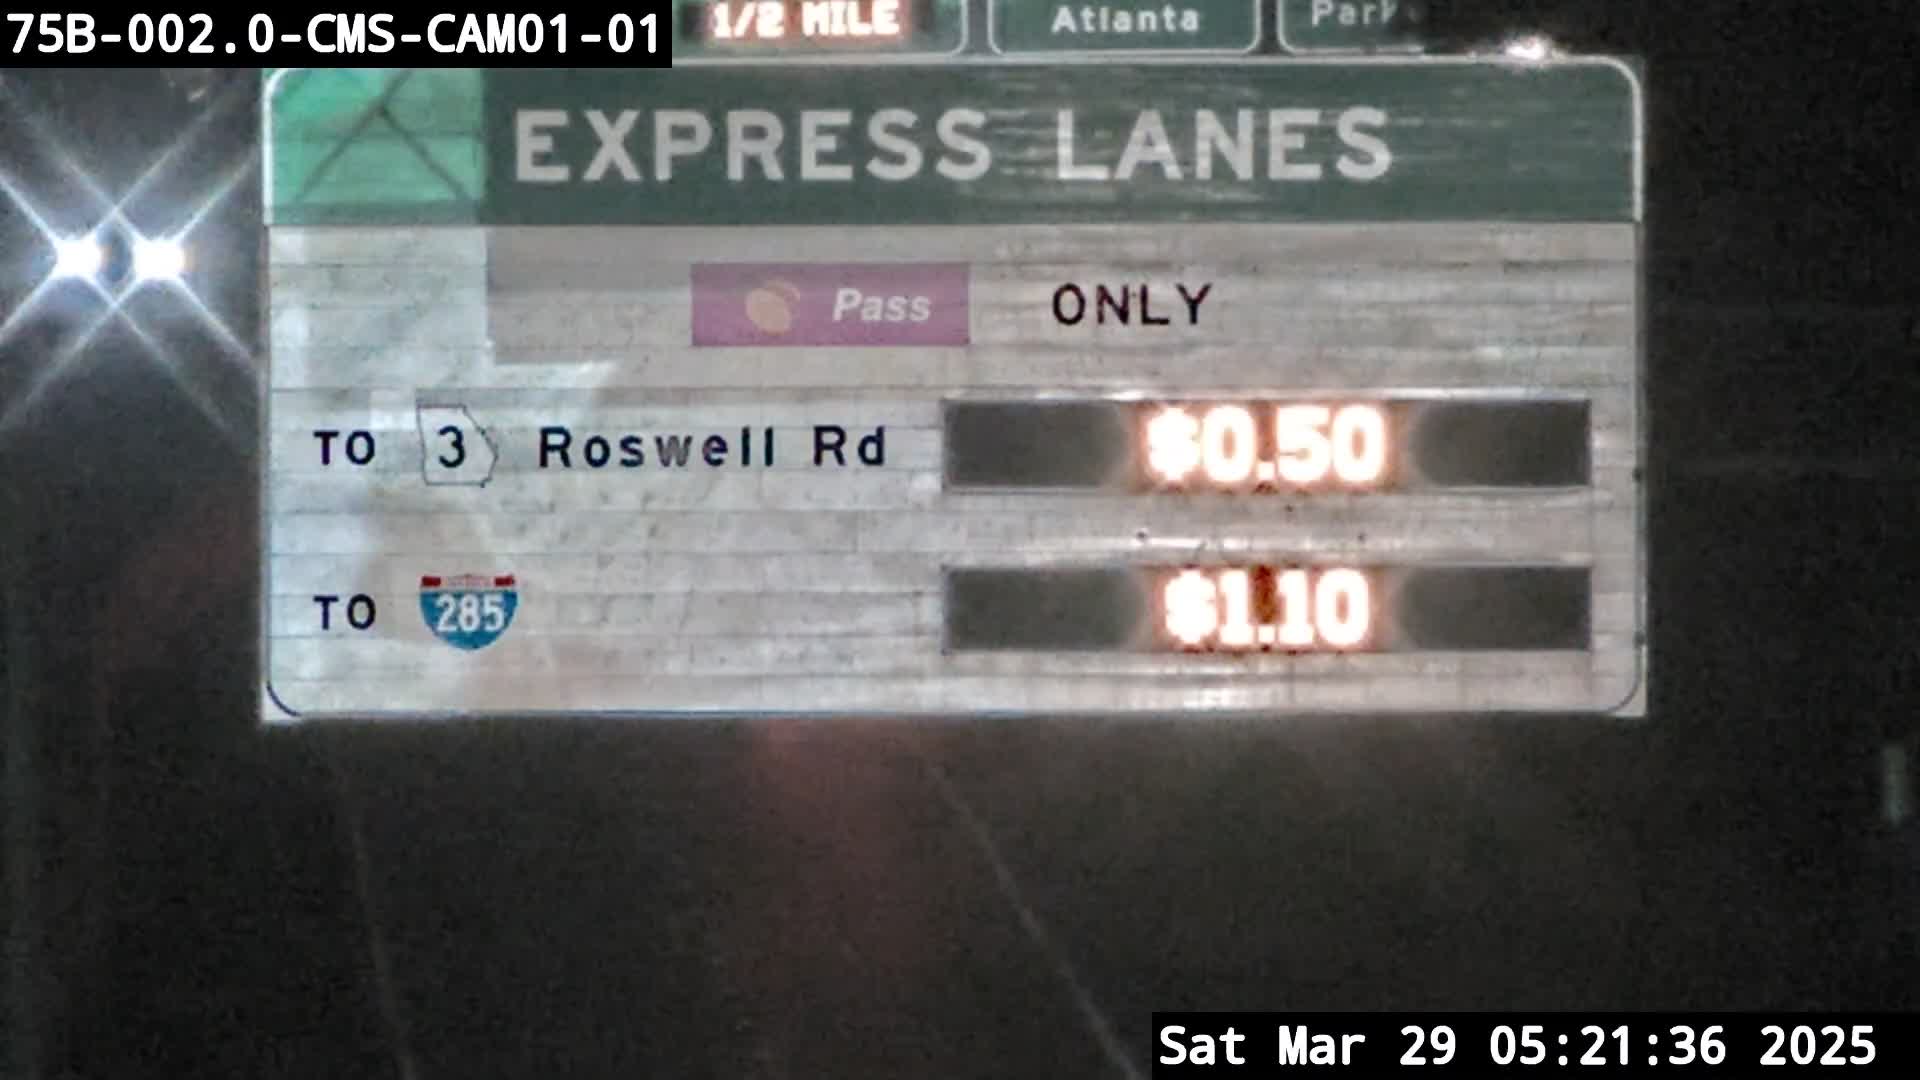 75B-002.0-CMS-CAM01-01
1/2 MILE
Atlanta
Park
EXPRESS LANES
Pass ONLY
TO 3 Roswell Rd $0.50
TO 285 $1.10
Sat Mar 29 05:21:36 2025